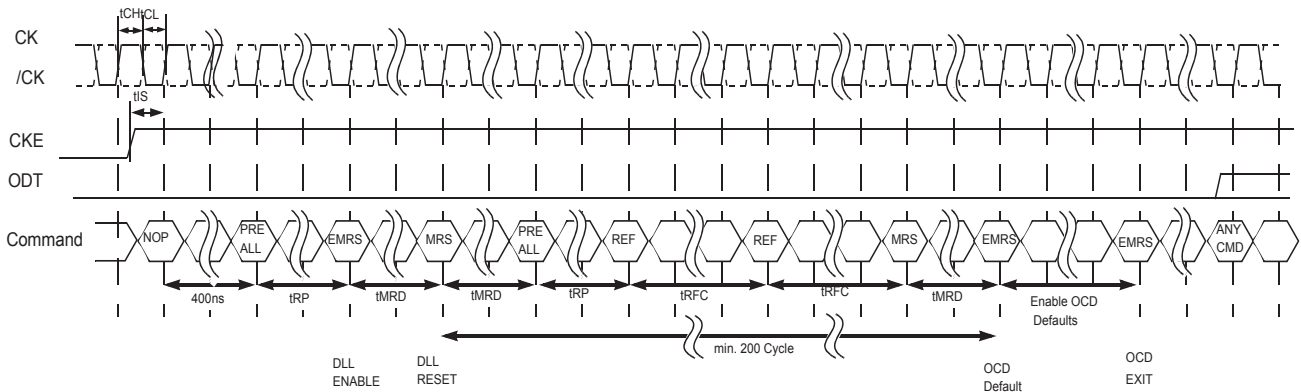 tCH tCL
CK
/CK
tIS
CKE
ODT
Command
NOP
PRE
ALL
EMRS
MRS
PRE
ALL
REF
REF
MRS
EMRS
EMRS
ANY
CMD
400ns
tRP
tMRD
tMRD
tRP
tRFC
tRFC
tMRD
Enable OCD
Defaults
min. 200 Cycle
DLL
ENABLE
DLL
RESET
OCD
Default
OCD
EXIT